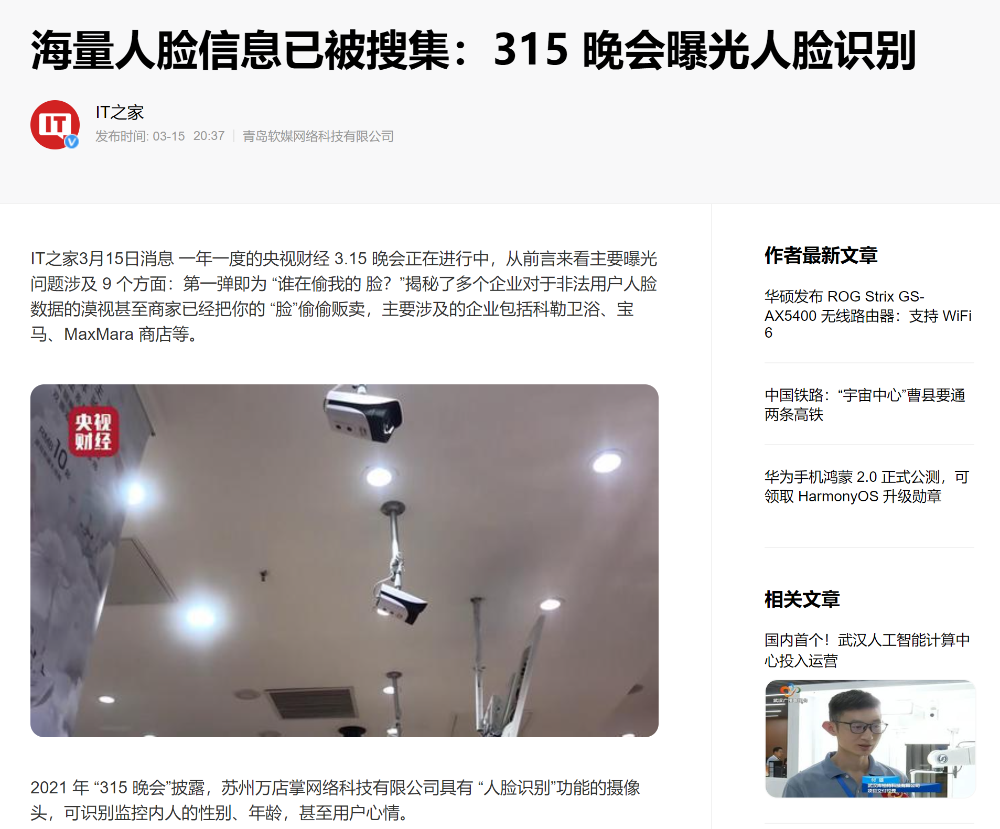 海量人脸信息已被搜集：315 晚会曝光人脸识别
IT
IT之家
发布时间: 03-15 20:37 青岛软媒网络科技有限公司
IT之家3月15日消息 一年一度的央视财经 3.15 晚会正在进行中，从前言来看主要曝光
问题涉及 9 个方面：第一弹即为 “谁在偷我的 脸？”揭秘了多个企业对于非法用户人脸
数据的漠视甚至商家已经把你的 “脸”偷偷贩卖，主要涉及的企业包括科勒卫浴、宝
马、MaxMara 商店等。
央视
财经
RMB 10
2021 年 “315 晚会”披露，苏州万店掌网络科技有限公司具有 “人脸识别”功能的摄像
头，可识别监控内人的性别、年龄，甚至用户心情。
作者最新文章
华硕发布 ROG Strix GS-
AX5400 无线路由器：支持 WiFi
6
中国铁路：“宇宙中心”曹县要通
两条高铁
华为手机鸿蒙 2.0 正式公测，可
领取 HarmonyOS 升级勋章
相关文章
国内首个！武汉人工智能计算中
心投入运营
项目交付经理